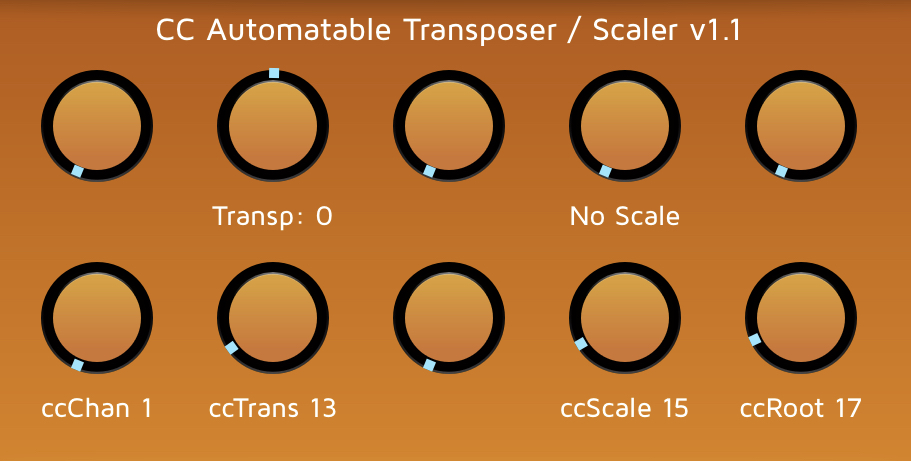 CC Automatable Transposer / Scaler v1.1
Transp: 0
No Scale
ccChan 1
ccTrans 13
ccScale 15
ccRoot 17